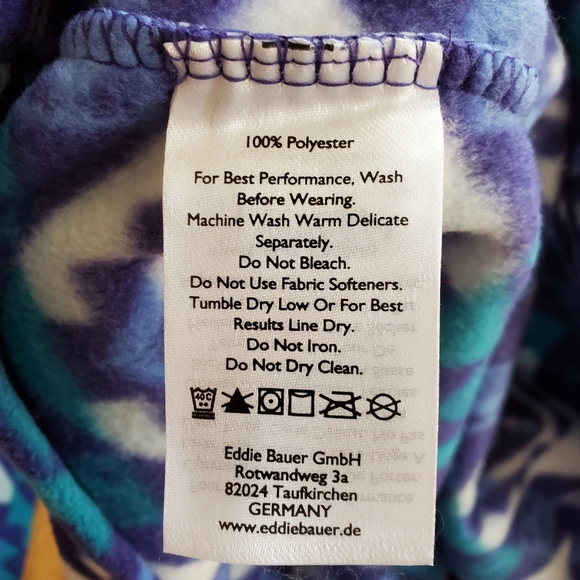 100% Polyester
For Best Performance, Wash
Before Wearing.
Machine Wash Warm Delicate
Separately.
Do Not Bleach.
Do Not Use Fabric Softeners.
Tumble Dry Low Or For Best
Results Line Dry.
Do Not Iron.
Do Not Dry Clean.
40C
Eddie Bauer GmbH
Rotwandweg 3a
82024 Taufkirchen
GERMANY
www.eddiebauer.de